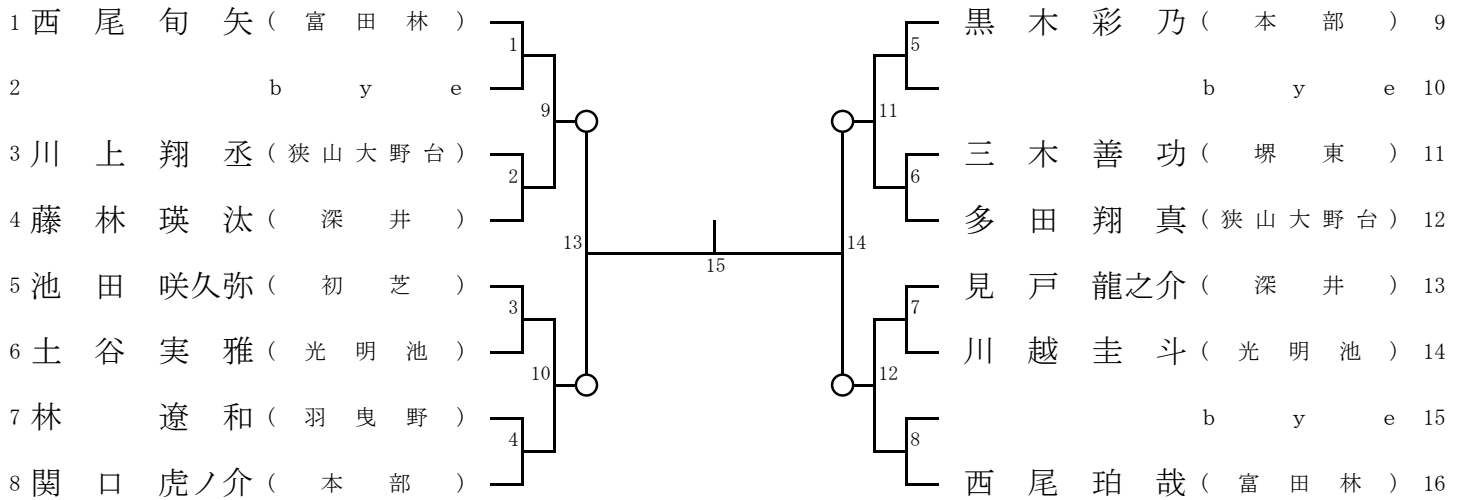 1 西尾旬矢 (富田林)
2 bye
3 川上翔丞 (狭山大野台)
4 藤林瑛汰 (深井)
5 池田咲久弥 (初芝)
6 土谷実雅 (光明池)
7 林遼和 (羽曳野)
8 関口虎ノ介 (本部)
1
9
2
13
3
10
4
15
5
11
6
14
7
12
8
黒木彩乃 (本部) 9
bye 10
三木善功 (堺東) 11
多田翔真 (狭山大野台) 12
見戸龍之介 (深井) 13
川越圭斗 (光明池) 14
bye 15
西尾珀哉 (富田林) 16